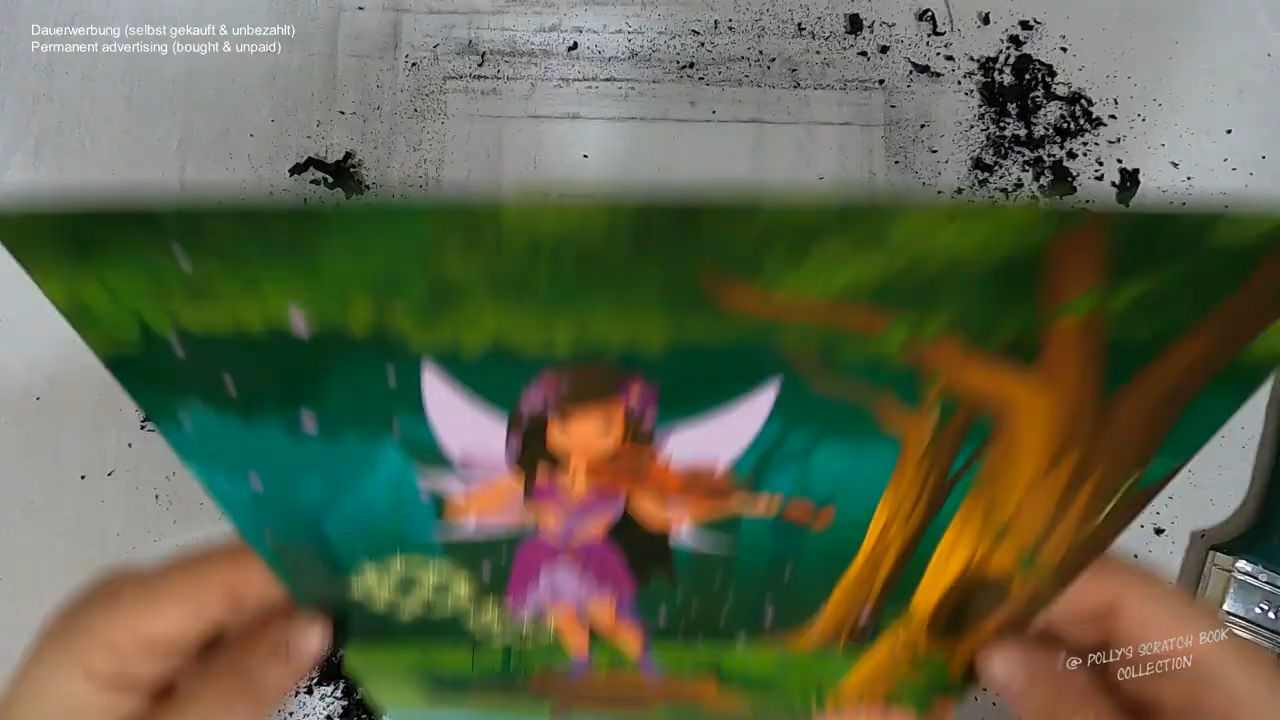 Dauerwerbung (selbst gekauft & unbezahlt)
Permanent advertising (bought & unpaid)
@ POLLY'S SCRATCH BOOK
COLLECTION